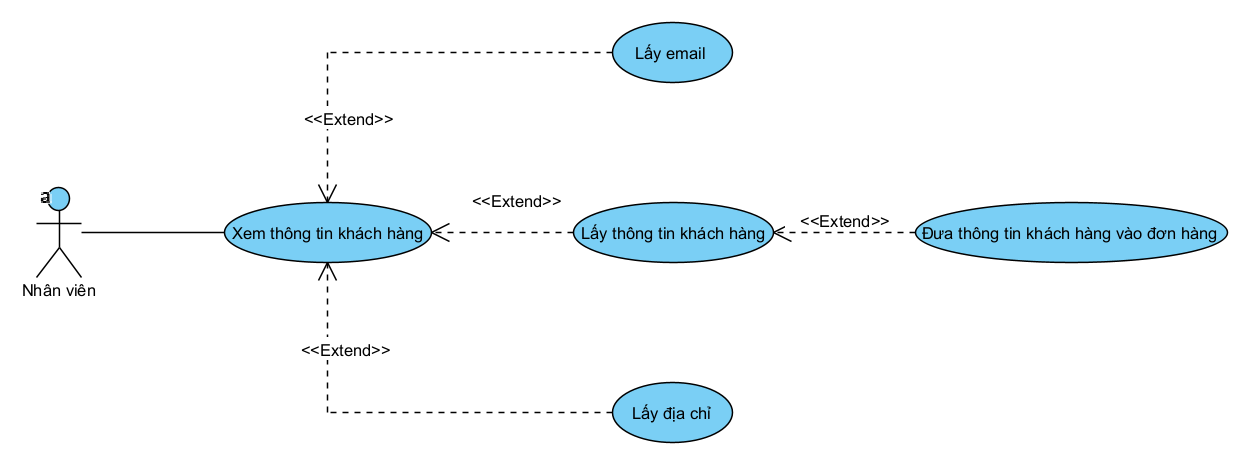 Lấy email
<<Extend>>
a
Nhân viên
Xem thông tin khách hàng
<<Extend>>
Lấy thông tin khách hàng
<<Extend>>
Đưa thông tin khách hàng vào đơn hàng
<<Extend>>
Lấy địa chỉ